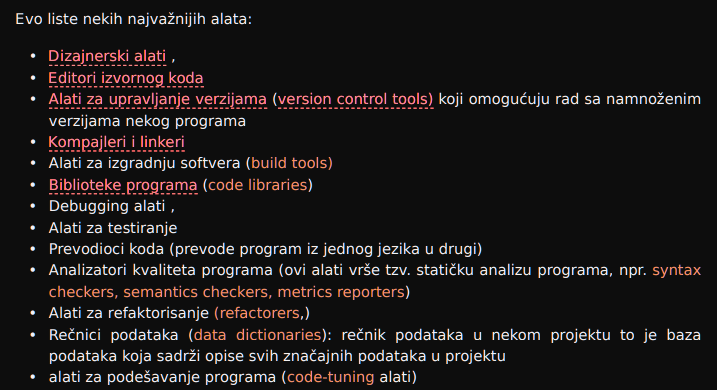 Evo liste nekih najvažnijih alata:
• Dizajnerski alati ,
• Editori izvornog koda
• Alati za upravljanje verzijama (version control tools) koji omogućuju rad sa namnoženim
verzijama nekog programa
• Kompajleri i linkeri
• Alati za izgradnju softvera (build tools)
• Biblioteke programa (code libraries)
• Debugging alati ,
• Alati za testiranje
• Prevodioci koda (prevode program iz jednog jezika u drugi)
• Analizatori kvaliteta programa (ovi alati vrše tzv. statičku analizu programa, npr. syntax
checkers, semantics checkers, metrics reporters)
• Alati za refaktorisanje (refactorers,)
• Rečnici podataka (data dictionaries): rečnik podataka u nekom projektu to je baza
podataka koja sadrži opise svih značajnih podataka u projektu
• alati za podešavanje programa (code-tuning alati)